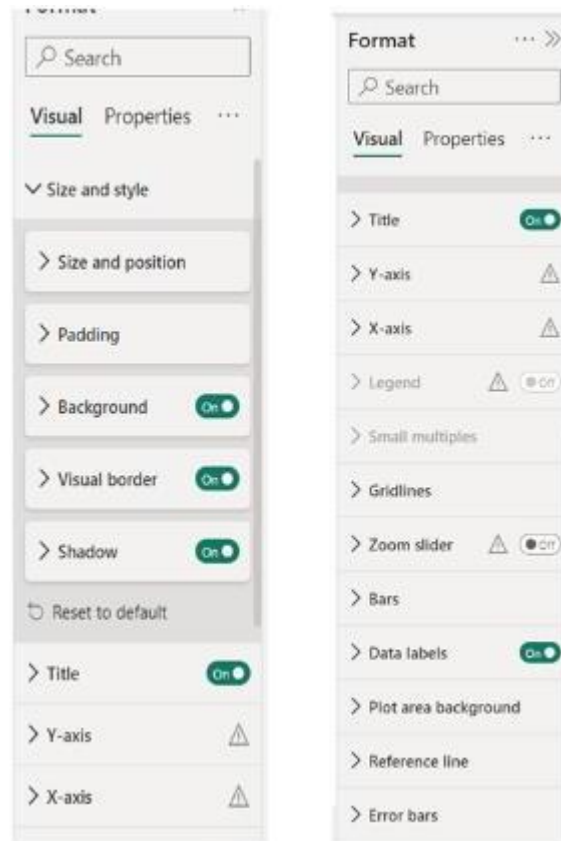 Search
Visual Properties ...
Size and style
Size and position
Padding
Background On
Visual border On
Shadow On
Reset to default
Title On
Y-axis
X-axis
Format ...
Search
Visual Properties ...
Title On
Y-axis
X-axis
Legend Off
Small multiples
Gridlines
Zoom slider Off
Bars
Data labels On
Plot area background
Reference line
Error bars